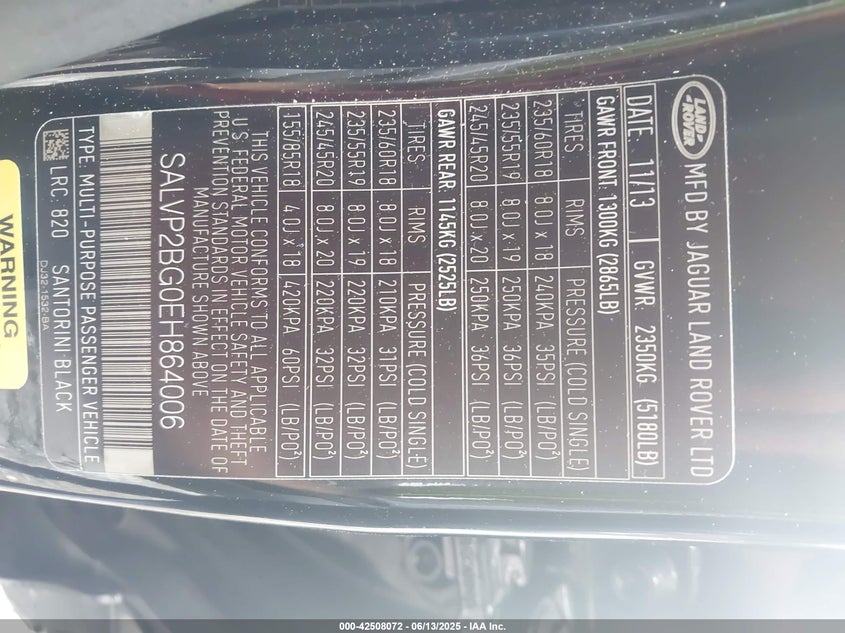 LAND
ROVER
MFD BY JAGUAR LAND ROVER LTD
DATE: 11/13 GVWR: 2350KG (5180LB)
GAWR FRONT: 1300KG (2865LB)
TIRES RIMS PRESSURE (COLD SINGLE)
235/60R18 8.0J x 18 240KPA 35PSI (LB/PO²)
235/55R19 8.0J x 19 250KPA 36PSI (LB/PO²)
245/45R20 8.0J x 20 250KPA 36PSI (LB/PO²)
GAWR REAR: 1145KG (2525LB)
TIRES RIMS PRESSURE (COLD SINGLE)
235/60R18 8.0J x 18 210KPA 31PSI (LB/PO²)
235/55R19 8.0J x 19 220KPA 32PSI (LB/PO²)
245/45R20 8.0J x 20 220KPA 32PSI (LB/PO²)
155/85R18 4.0J x 18 420KPA 60PSI (LB/PO²)
THIS VEHICLE CONFORMS TO ALL APPLICABLE
U S FEDERAL MOTOR VEHICLE SAFETY AND THEFT
PREVENTION STANDARDS IN EFFECT ON THE DATE OF
MANUFACTURE SHOWN ABOVE
SALVP2BG0EH864006
TYPE: MULTI-PURPOSE PASSENGER VEHICLE
LRC: 820 SANTORINI BLACK
DJ32-1532-BA
WARNING
000-42508072 - 06/13/2025 - IAA Inc.